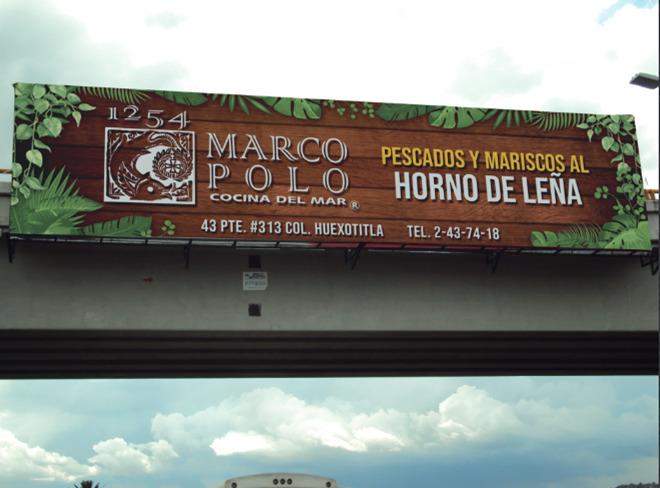 1254
MARCO
POLO
COCINA DEL MAR®
PESCADOS Y MARISCOS AL
HORNO DE LEÑA
43 PTE. #313 COL. HUEXOTITLA TEL. 2-43-74-18